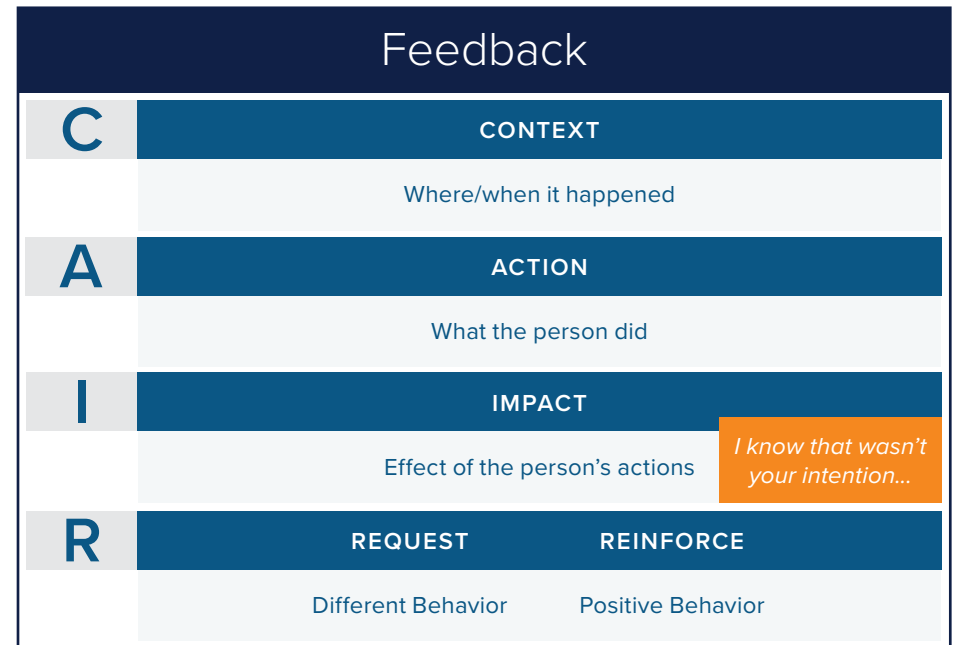 Feedback
C CONTEXT
Where/when it happened
A ACTION
What the person did
I IMPACT
Effect of the person's actions
I know that wasn't
your intention...
R REQUEST REINFORCE
Different Behavior Positive Behavior